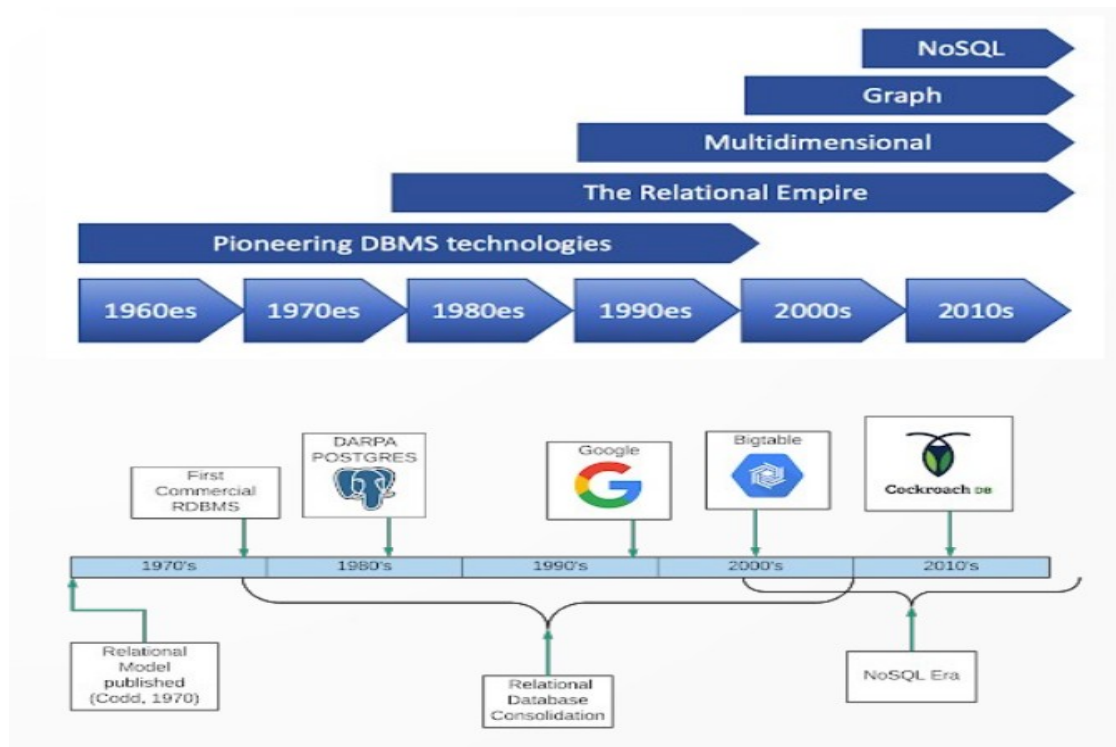 NoSQL
Graph
Multidimensional
The Relational Empire
Pioneering DBMS technologies
1960es 1970es 1980es 1990es 2000s 2010s
First
Commercial
RDBMS
DARPA
POSTGRES
Google
Bigtable
Cockroach DB
1970's 1980's 1990's 2000's 2010's
Relational
Model
published
(Codd, 1970)
Relational
Database
Consolidation
NoSQL Era